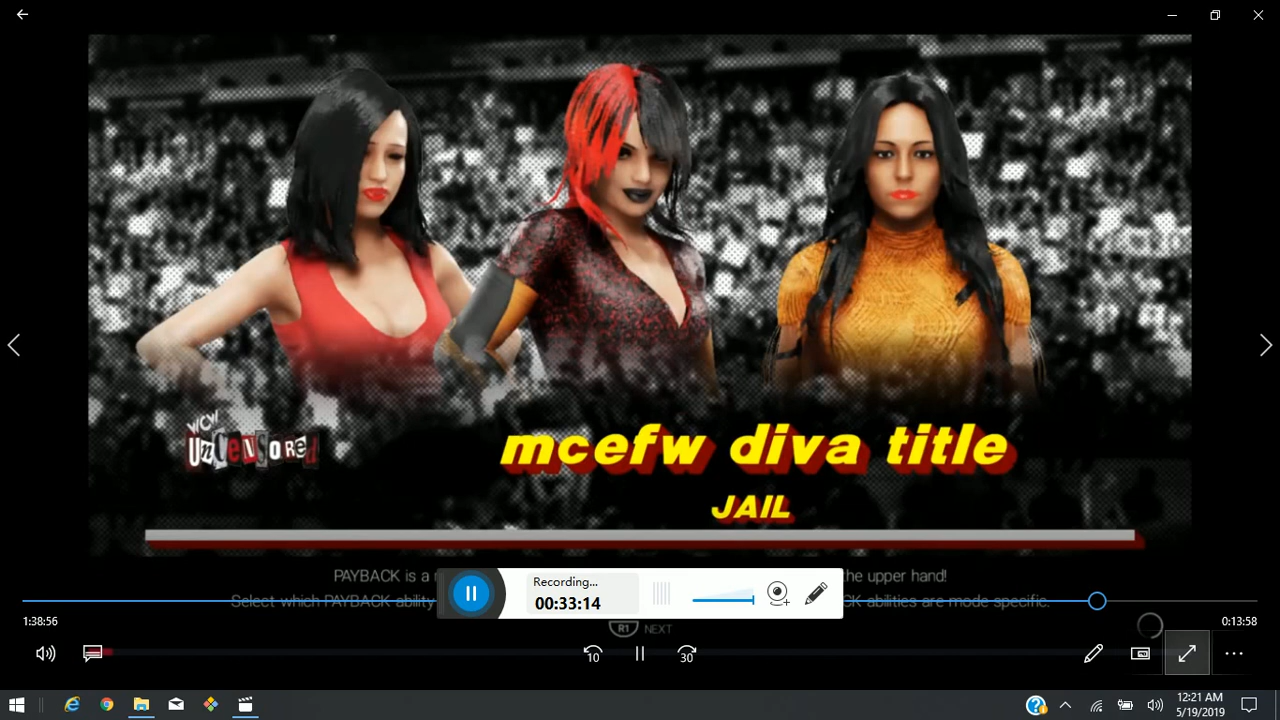 VICKY
UnCenSoRed
mcefw diva title
JAIL
PAYBACK is a
the upper hand!
Recording...
00:33:14
Select which PAYBACK ability
abilities are mode specific.
1:38:56
0:13:58
R1 NEXT
10
30
12:21 AM
5/19/2019